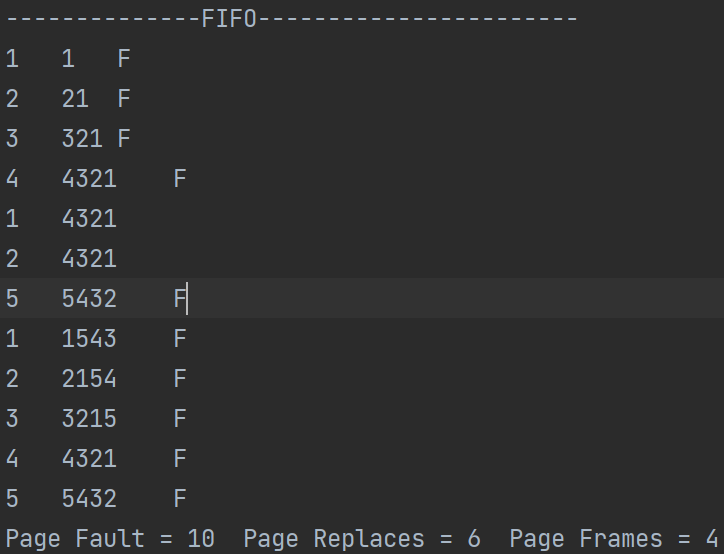 --------------FIFO-----------------------
1 1 F
2 21 F
3 321 F
4 4321 F
1 4321
2 4321
5 5432 F
1 1543 F
2 2154 F
3 3215 F
4 4321 F
5 5432 F
Page Fault = 10 Page Replaces = 6 Page Frames = 4